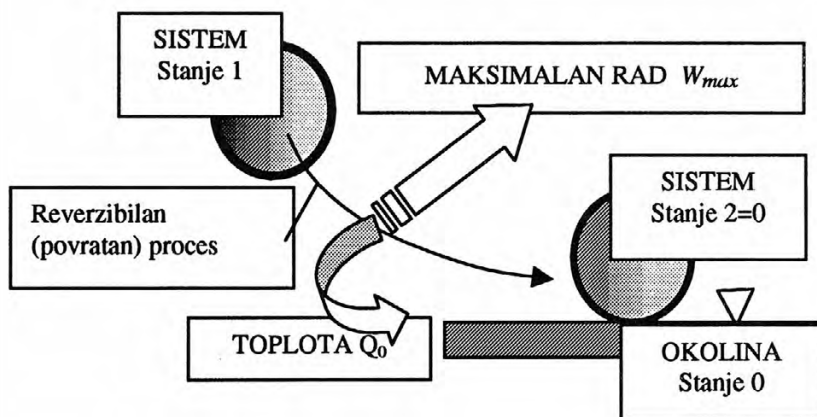 SISTEM
Stanje 1
MAKSIMALAN RAD Wmax
Reverzibilan
(povratan) proces
SISTEM
Stanje 2=0
TOPLOTA Q0
OKOLINA
Stanje 0